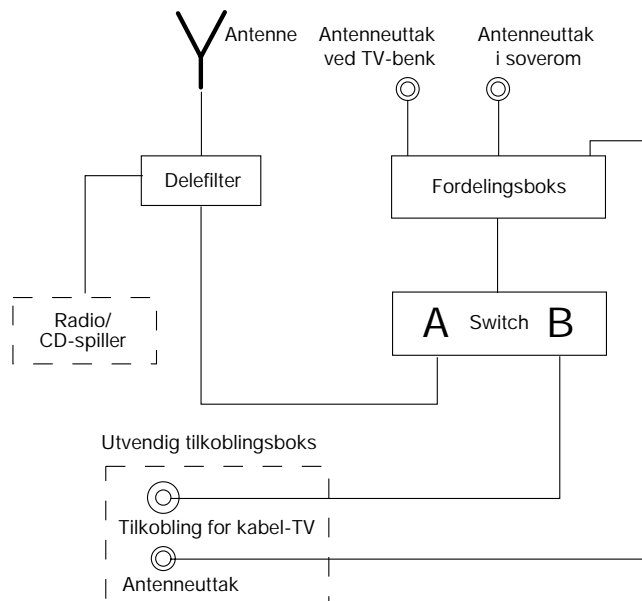 Antenne
Antenneuttak
ved TV-benk
Antenneuttak
i soverom
Delefilter
Fordelingsboks
Radio/
CD-spiller
A Switch B
Utvendig tilkoblingsboks
Tilkobling for kabel-TV
Antenneuttak